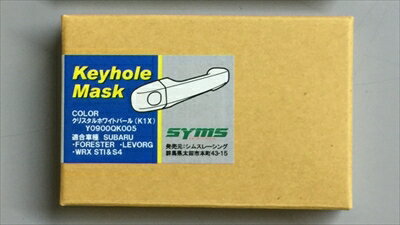 Keyhole
Mask
COLOR
クリスタルホワイトパール(K1X)
Y0900QK005
適合車種 SUBARU
・FORESTER ・LEVORG
・WRX STI&S4
syms
発売元:シムスレーシング
群馬県太田市本町43-15